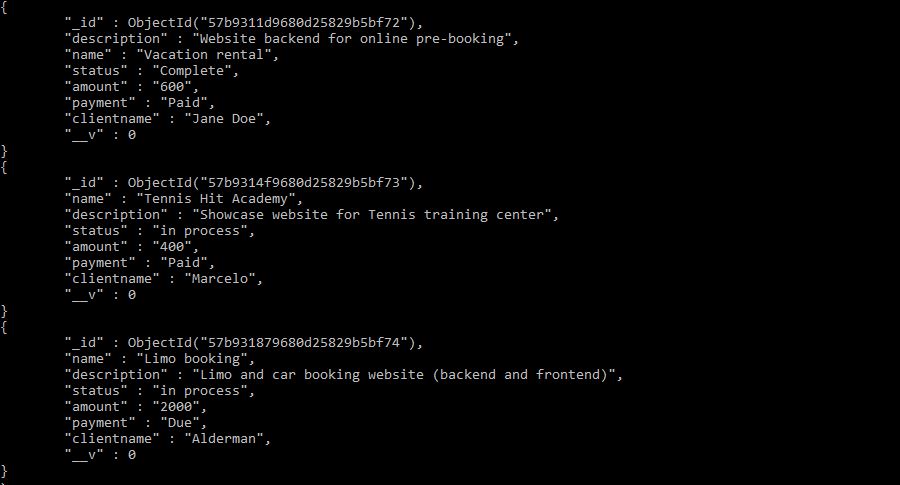 {
"_id" : ObjectId("57b9311d9680d25829b5bf72"),
"description" : "Website backend for online pre-booking",
"name" : "Vacation rental",
"status" : "Complete",
"amount" : "600",
"payment" : "Paid",
"clientname" : "Jane Doe",
"__v" : 0
}
{
"_id" : ObjectId("57b9314f9680d25829b5bf73"),
"name" : "Tennis Hit Academy",
"description" : "Showcase website for Tennis training center",
"status" : "in process",
"amount" : "400",
"payment" : "Paid",
"clientname" : "Marcelo",
"__v" : 0
}
{
"_id" : ObjectId("57b931879680d25829b5bf74"),
"name" : "Limo booking",
"description" : "Limo and car booking website (backend and frontend)",
"status" : "in process",
"amount" : "2000",
"payment" : "Due",
"clientname" : "Alderman",
"__v" : 0
}